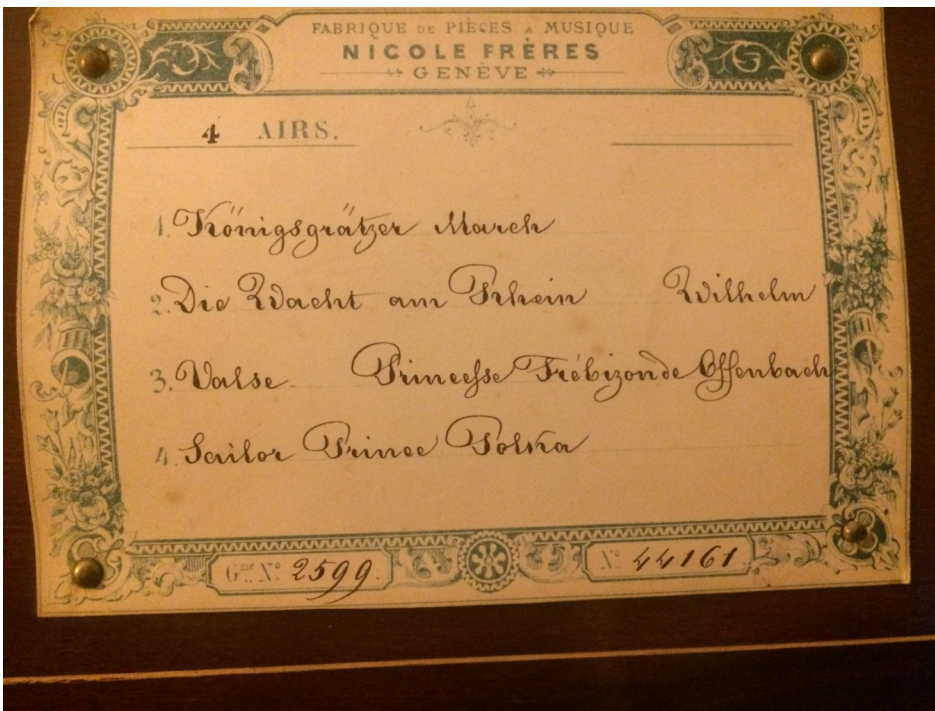 FABRIQUE DE PIÈCES A MUSIQUE
NICOLE FRÈRES
GENÈVE
4 AIRS.
1. Königsgrätzer March
2. Die Wacht am Rhein Wilhelm
3. Valse Princesse Trébizonde Offenbach
4. Sailor Prince Polka
Gme. No. 2599
No. 44161